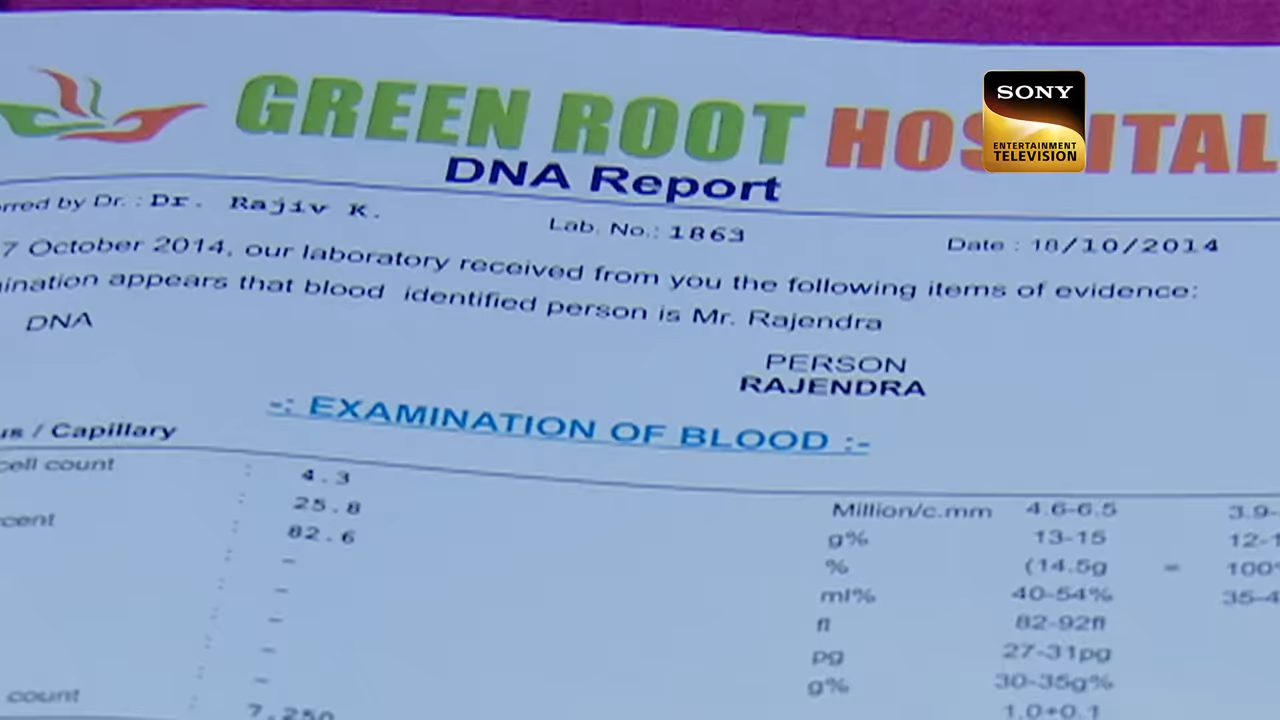 GREEN ROOT HOSPITAL
SONY
ENTERTAINMENT
TELEVISION
DNA Report
rred by Dr. : Dr. Rajiv K.
Lab. No.: 1863
Date : 18/10/2014
7 October 2014, our laboratory received from you the following items of evidence:
ination appears that blood identified person is Mr. Rajendra
DNA
PERSON
RAJENDRA
-: EXAMINATION OF BLOOD :-
us / Capillary
cell count : 4.3 Million/c.mm 4.6-6.5 3.9-
: 25.8 g% 13-15 12-1
cent : 82.6 % (14.5g = 100%
: - ml% 40-54% 35-4
: - fl 82-92fl
: - pg 27-31pg
: - g% 30-35g%
: - 1.0+0.1
count : 7,250